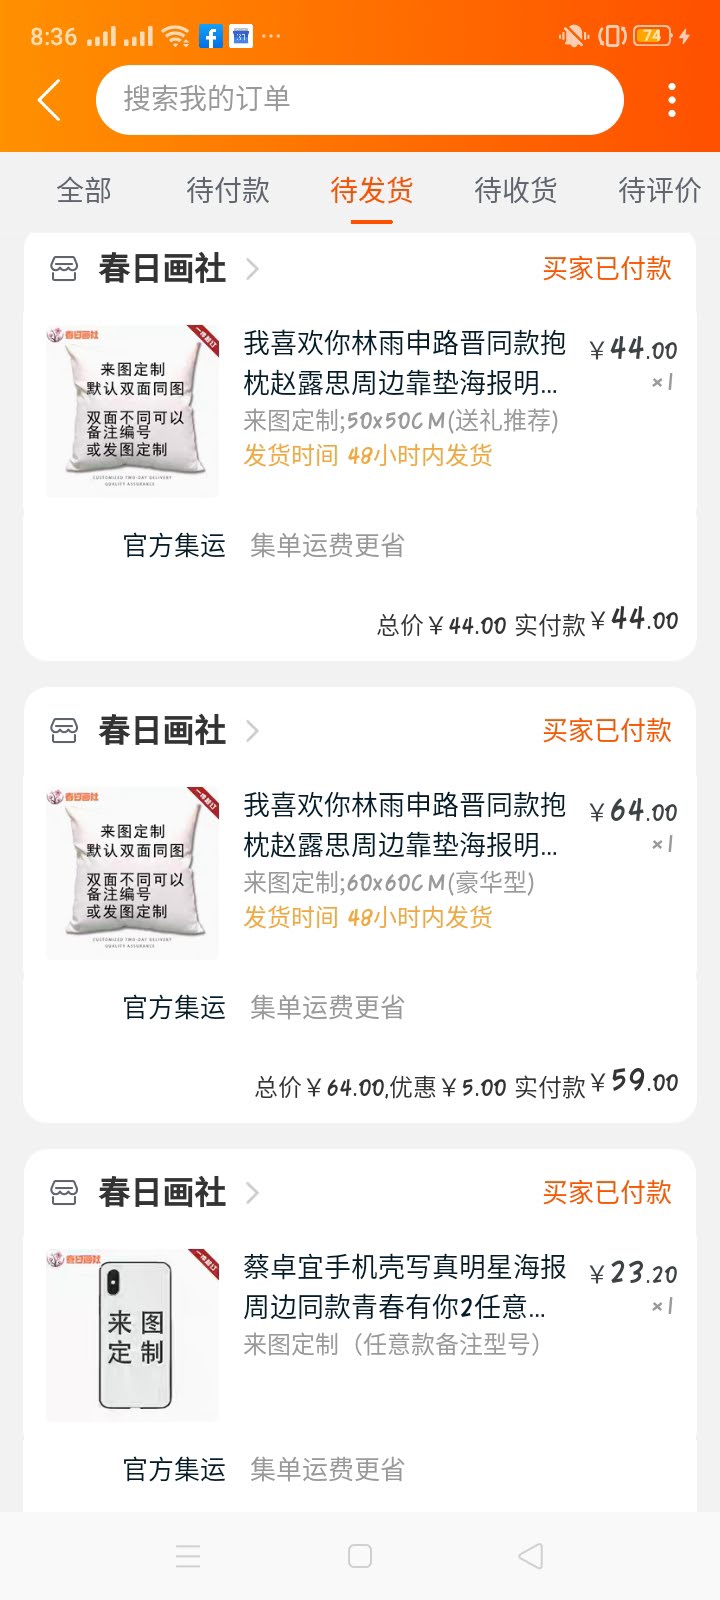 8:36
74
搜索我的订单
全部 待付款 待发货 待收货 待评价
春日画社 买家已付款
春日画社
来图定制
默认双面同图
双面不同可以
备注编号
或发图定制
CUSTOMIZED TWO-DAY DELIVERY
QUALITY ASSURANCE
我喜欢你林雨申路晋同款抱 ¥44.00
枕赵露思周边靠垫海报明... ×1
来图定制;50x50CM(送礼推荐)
发货时间 48小时内发货
官方集运 集单运费更省
总价¥44.00 实付款¥44.00
春日画社 买家已付款
春日画社
来图定制
默认双面同图
双面不同可以
备注编号
或发图定制
CUSTOMIZED TWO-DAY DELIVERY
QUALITY ASSURANCE
我喜欢你林雨申路晋同款抱 ¥64.00
枕赵露思周边靠垫海报明... ×1
来图定制;60x60CM(豪华型)
发货时间 48小时内发货
官方集运 集单运费更省
总价¥64.00,优惠¥5.00 实付款¥59.00
春日画社 买家已付款
春日画社
来图
定制
蔡卓宜手机壳写真明星海报 ¥23.20
周边同款青春有你2任意... ×1
来图定制（任意款备注型号）
官方集运 集单运费更省